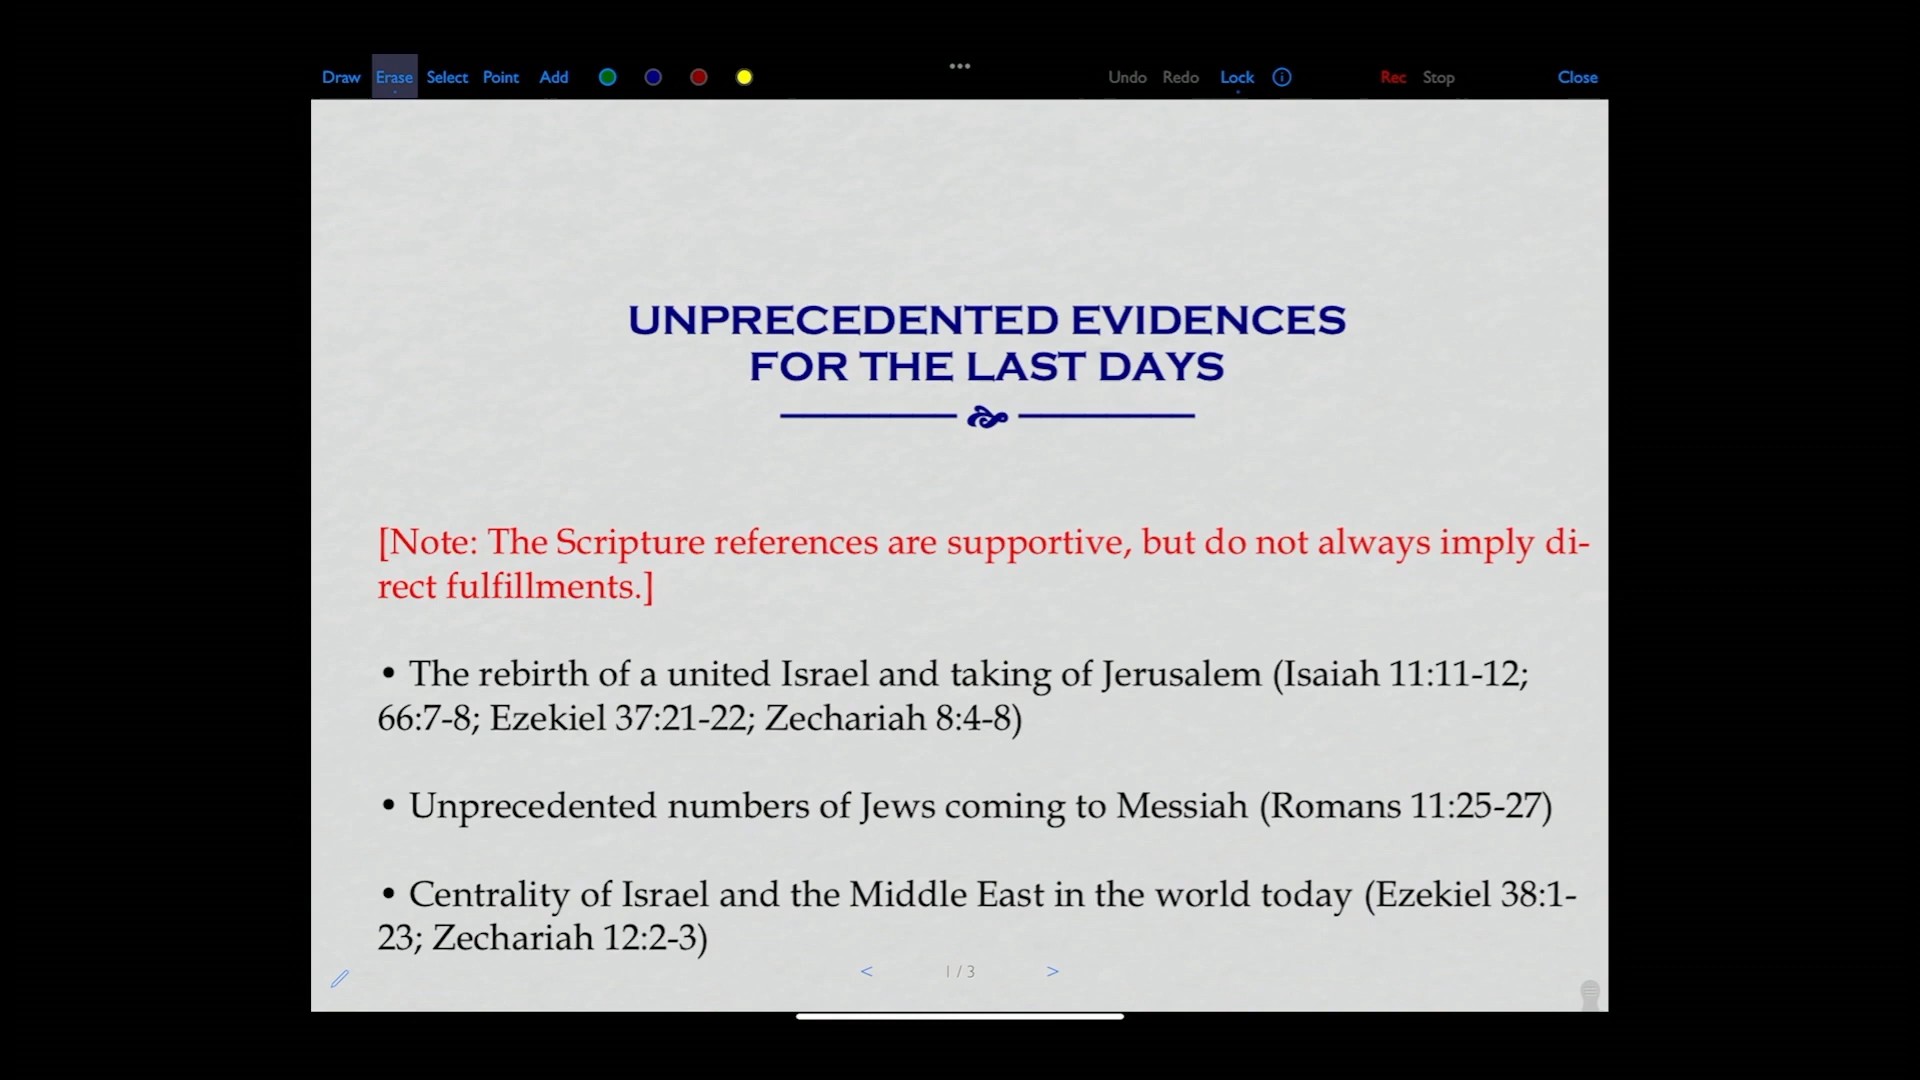 Draw Erase Select Point Add ••• Undo Redo Lock i Rec Stop Close
UNPRECEDENTED EVIDENCES
FOR THE LAST DAYS
[Note: The Scripture references are supportive, but do not always imply di-
rect fulfillments.]
• The rebirth of a united Israel and taking of Jerusalem (Isaiah 11:11-12;
66:7-8; Ezekiel 37:21-22; Zechariah 8:4-8)
• Unprecedented numbers of Jews coming to Messiah (Romans 11:25-27)
• Centrality of Israel and the Middle East in the world today (Ezekiel 38:1-
23; Zechariah 12:2-3)
< 1 / 3 >